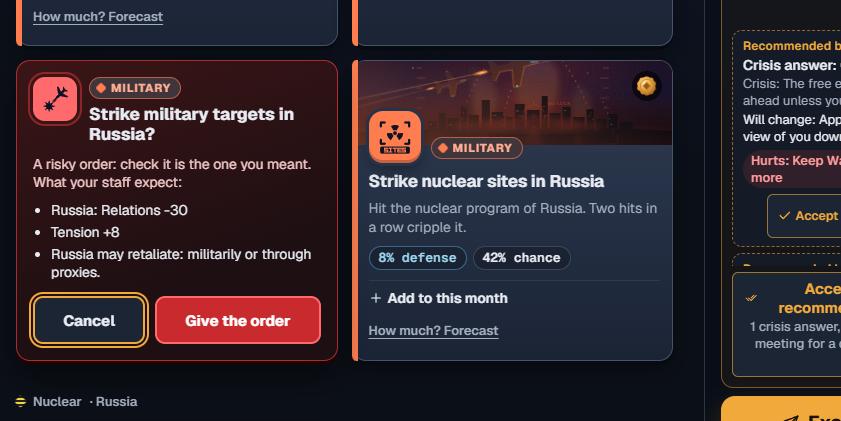 How much? Forecast
MILITARY
Strike military targets in
Russia?
A risky order: check it is the one you meant.
What your staff expect:
• Russia: Relations -30
• Tension +8
• Russia may retaliate: militarily or through
proxies.
Cancel
Give the order
SITES
MILITARY
Strike nuclear sites in Russia
Hit the nuclear program of Russia. Two hits in
a row cripple it.
8% defense
42% chance
+ Add to this month
How much? Forecast
Nuclear · Russia
Recommended b
Crisis answer:
Crisis: The free e
ahead unless you
Will change: App
view of you down
Hurts: Keep Wa
more
Accept
Acce
recomme
1 crisis answer,
meeting for a